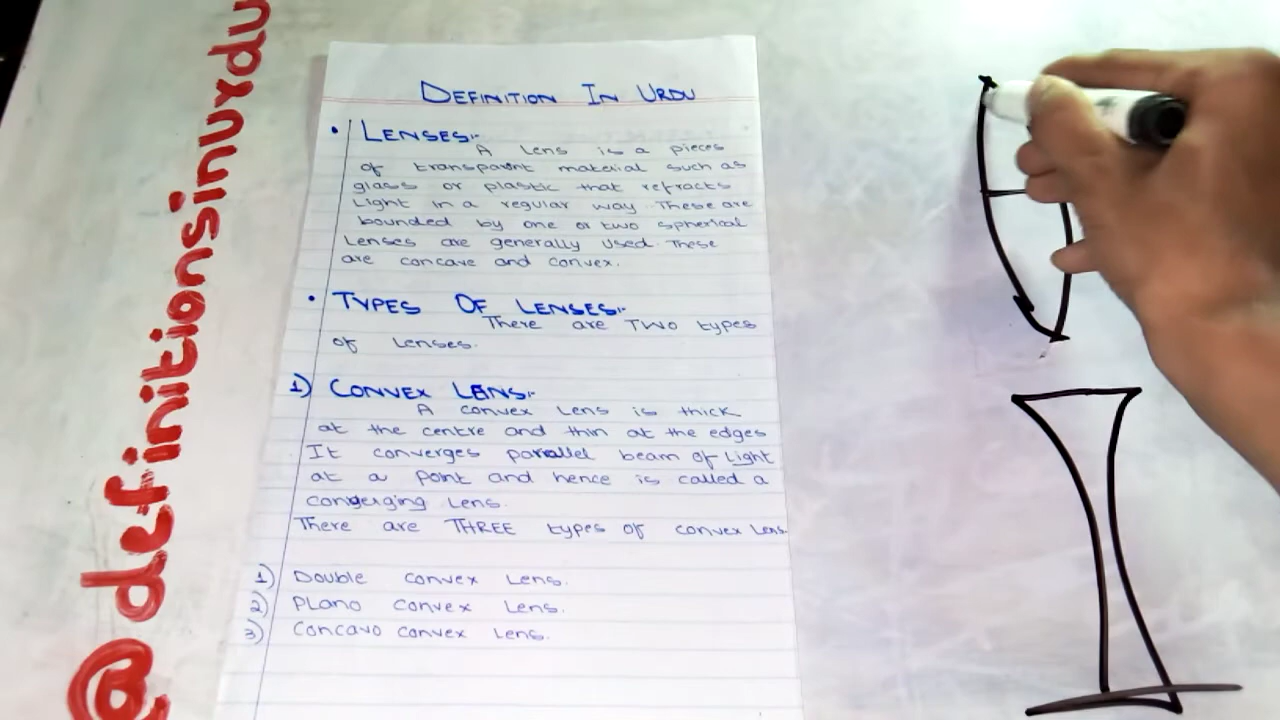 @definitionsinurdu
DEFINITION IN URDU
• LENSES:-
A Lens is a pieces
of transparent material such as
glass or plastic that refracts
Light in a regular way. These are
bounded by one or two spherical
Lenses are generally used. These
are concave and convex.
• TYPES OF LENSES:-
There are TWO types
of Lenses.
1) CONVEX LENS:-
A convex Lens is thick
at the centre and thin at the edges
It converges parallel beam of Light
at a point and hence is called a
converging Lens.
There are THREE types of convex Lens.
1) Double convex Lens.
2) PLano convex Lens.
3) Concavo convex Lens.